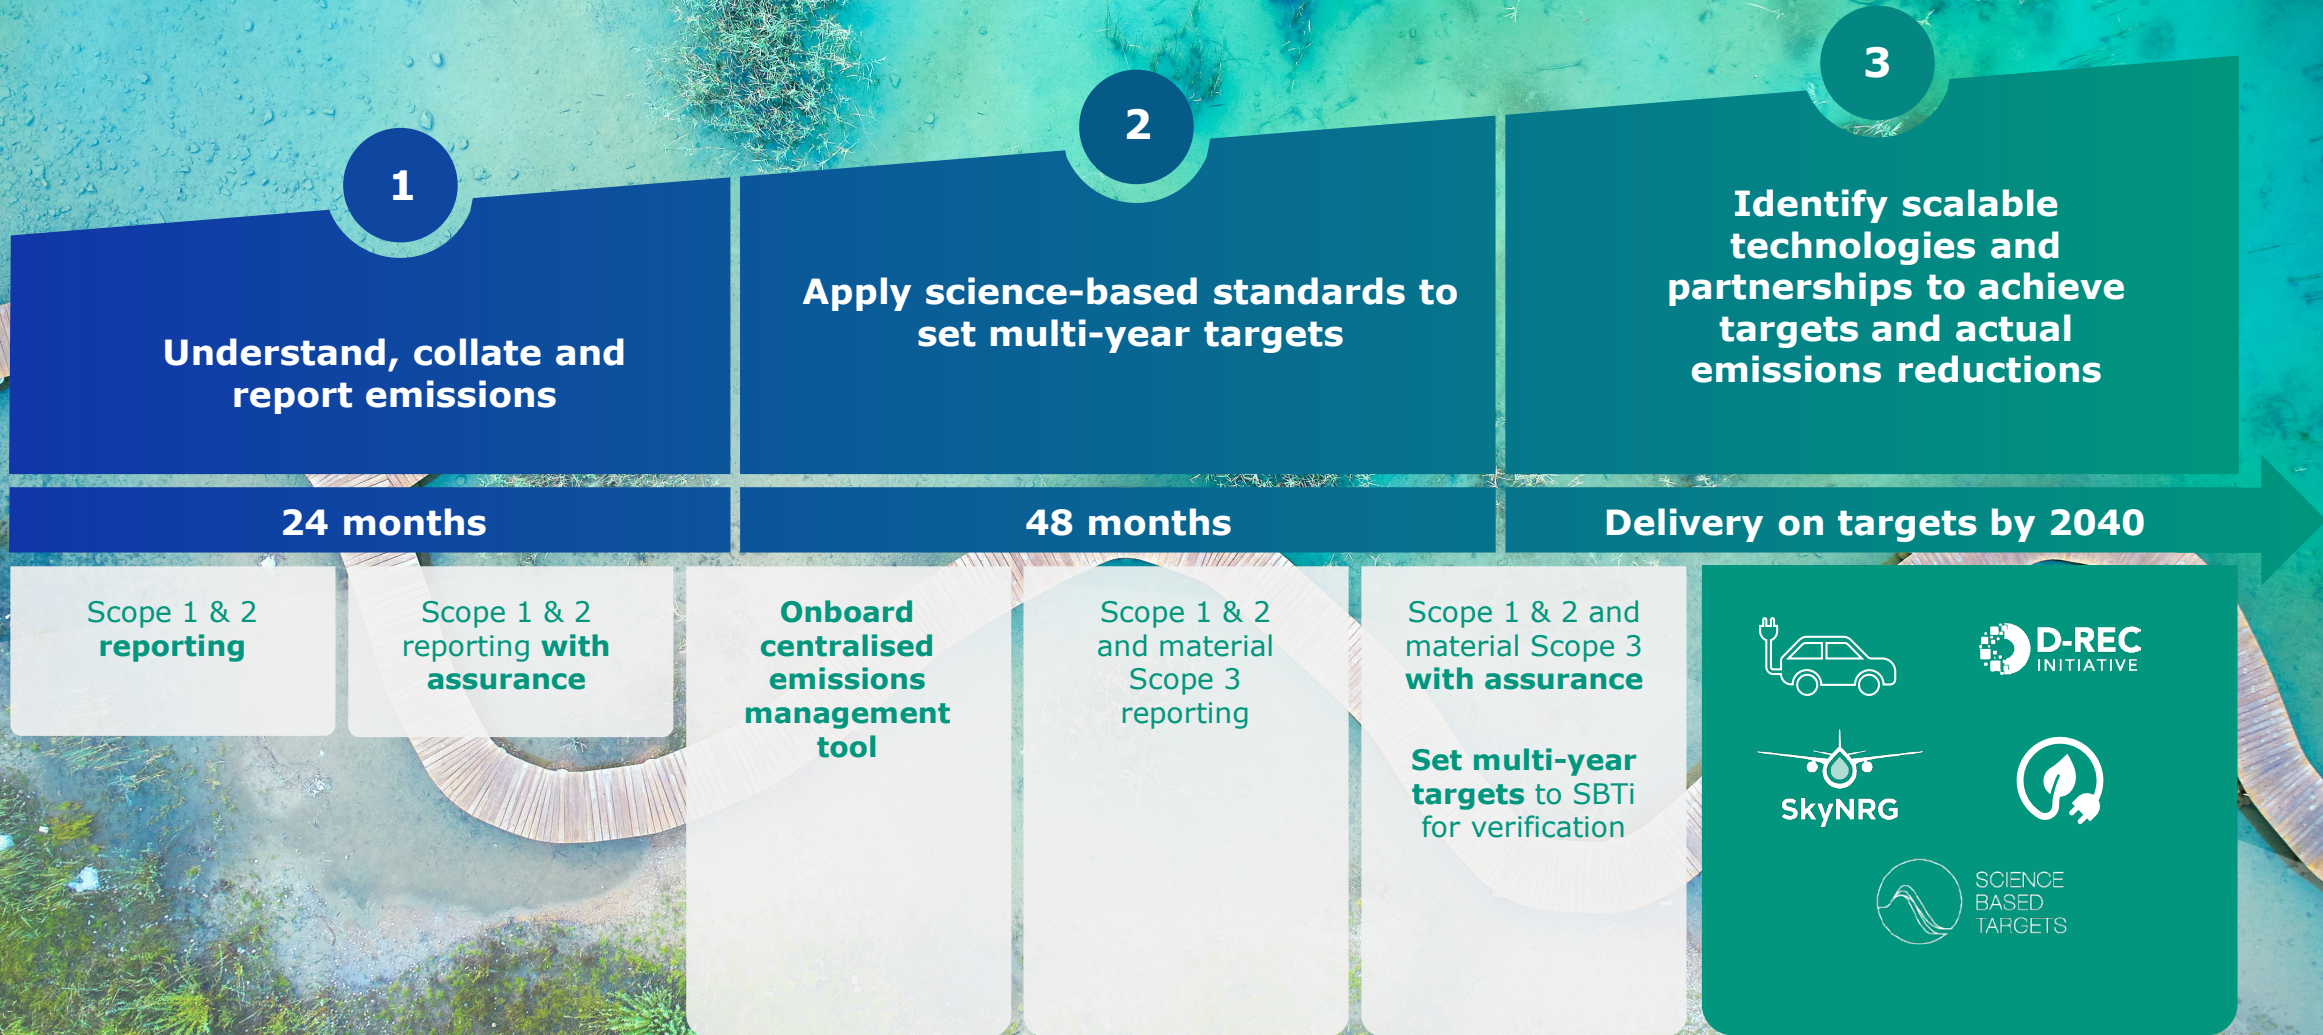 1
Understand, collate and
report emissions
2
Apply science-based standards to
set multi-year targets
3
Identify scalable
technologies and
partnerships to achieve
targets and actual
emissions reductions
24 months
48 months
Delivery on targets by 2040
Scope 1 & 2
reporting
Scope 1 & 2
reporting with
assurance
Onboard
centralised
emissions
management
tool
Scope 1 & 2
and material
Scope 3
reporting
Scope 1 & 2 and
material Scope 3
with assurance
Set multi-year
targets to SBTi
for verification
D-REC
INITIATIVE
SkyNRG
SCIENCE
BASED
TARGETS